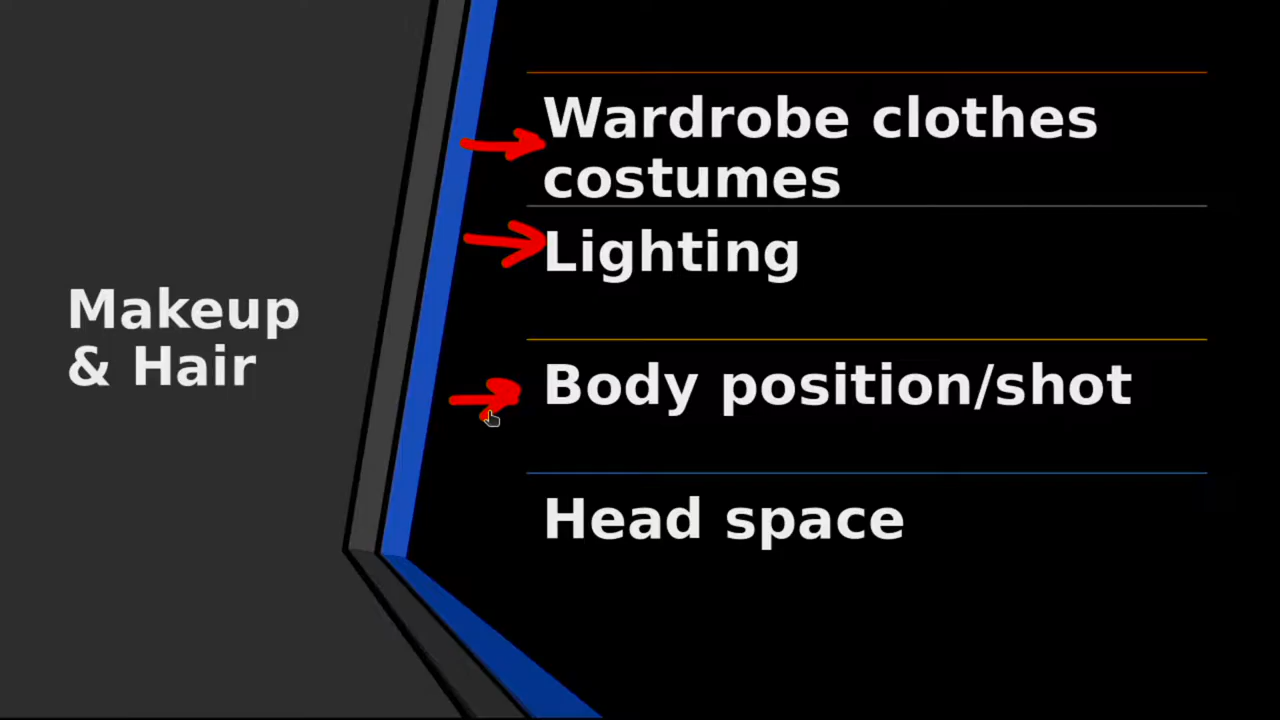 Makeup
& Hair
Wardrobe clothes
costumes
Lighting
Body position/shot
Head space